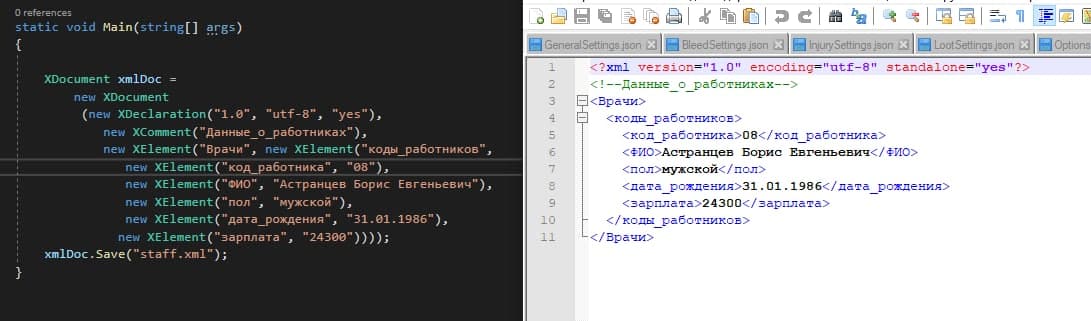 0 references
static void Main(string[] args)
{
XDocument xmlDoc =
new XDocument
(new XDeclaration("1.0", "utf-8", "yes"),
new XComment("Данные_о_работниках"),
new XElement("Врачи", new XElement("коды_работников",
new XElement("код_работника", "08"),
new XElement("ФИО", "Астранцев Борис Евгеньевич"),
new XElement("пол", "мужской"),
new XElement("дата_рождения", "31.01.1986"),
new XElement("зарплата", "24300"))));
xmlDoc.Save("staff.xml");
}
GeneralSettings.json BleedSettings.json InjurySettings.json LootSettings.json Options
1 <?xml version="1.0" encoding="utf-8" standalone="yes"?>
2 <!--Данные_о_работниках-->
3 <Врачи>
4 <коды_работников>
5 <код_работника>08</код_работника>
6 <ФИО>Астранцев Борис Евгеньевич</ФИО>
7 <пол>мужской</пол>
8 <дата_рождения>31.01.1986</дата_рождения>
9 <зарплата>24300</зарплата>
10 </коды_работников>
11 </Врачи>